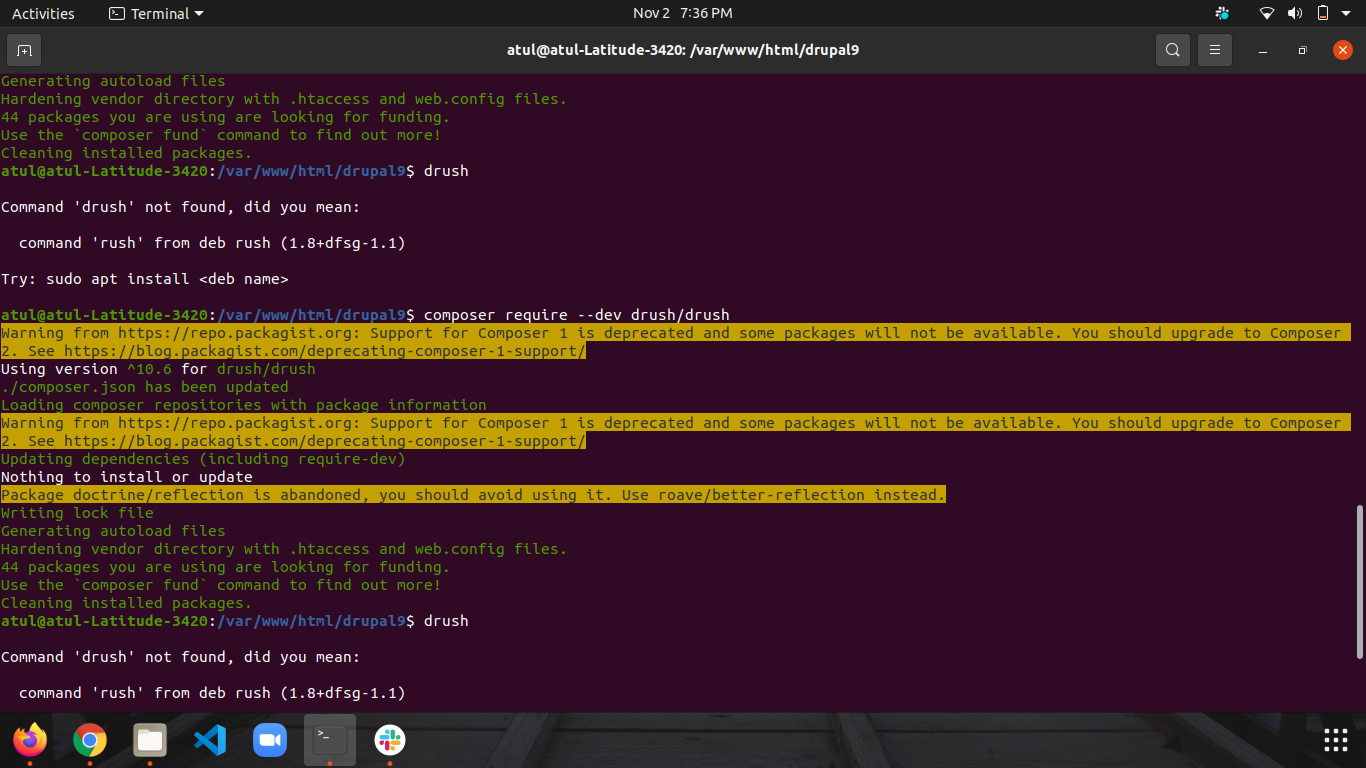 Activities
Terminal
Nov 2 7:36 PM
atul@atul-Latitude-3420: /var/www/html/drupal9
Generating autoload files
Hardening vendor directory with .htaccess and web.config files.
44 packages you are using are looking for funding.
Use the `composer fund` command to find out more!
Cleaning installed packages.
atul@atul-Latitude-3420:/var/www/html/drupal9$ drush
Command 'drush' not found, did you mean:
command 'rush' from deb rush (1.8+dfsg-1.1)
Try: sudo apt install <deb name>
atul@atul-Latitude-3420:/var/www/html/drupal9$ composer require --dev drush/drush
Warning from https://repo.packagist.org: Support for Composer 1 is deprecated and some packages will not be available. You should upgrade to Composer
2. See https://blog.packagist.com/deprecating-composer-1-support/
Using version ^10.6 for drush/drush
./composer.json has been updated
Loading composer repositories with package information
Warning from https://repo.packagist.org: Support for Composer 1 is deprecated and some packages will not be available. You should upgrade to Composer
2. See https://blog.packagist.com/deprecating-composer-1-support/
Updating dependencies (including require-dev)
Nothing to install or update
Package doctrine/reflection is abandoned, you should avoid using it. Use roave/better-reflection instead.
Writing lock file
Generating autoload files
Hardening vendor directory with .htaccess and web.config files.
44 packages you are using are looking for funding.
Use the `composer fund` command to find out more!
Cleaning installed packages.
atul@atul-Latitude-3420:/var/www/html/drupal9$ drush
Command 'drush' not found, did you mean:
command 'rush' from deb rush (1.8+dfsg-1.1)